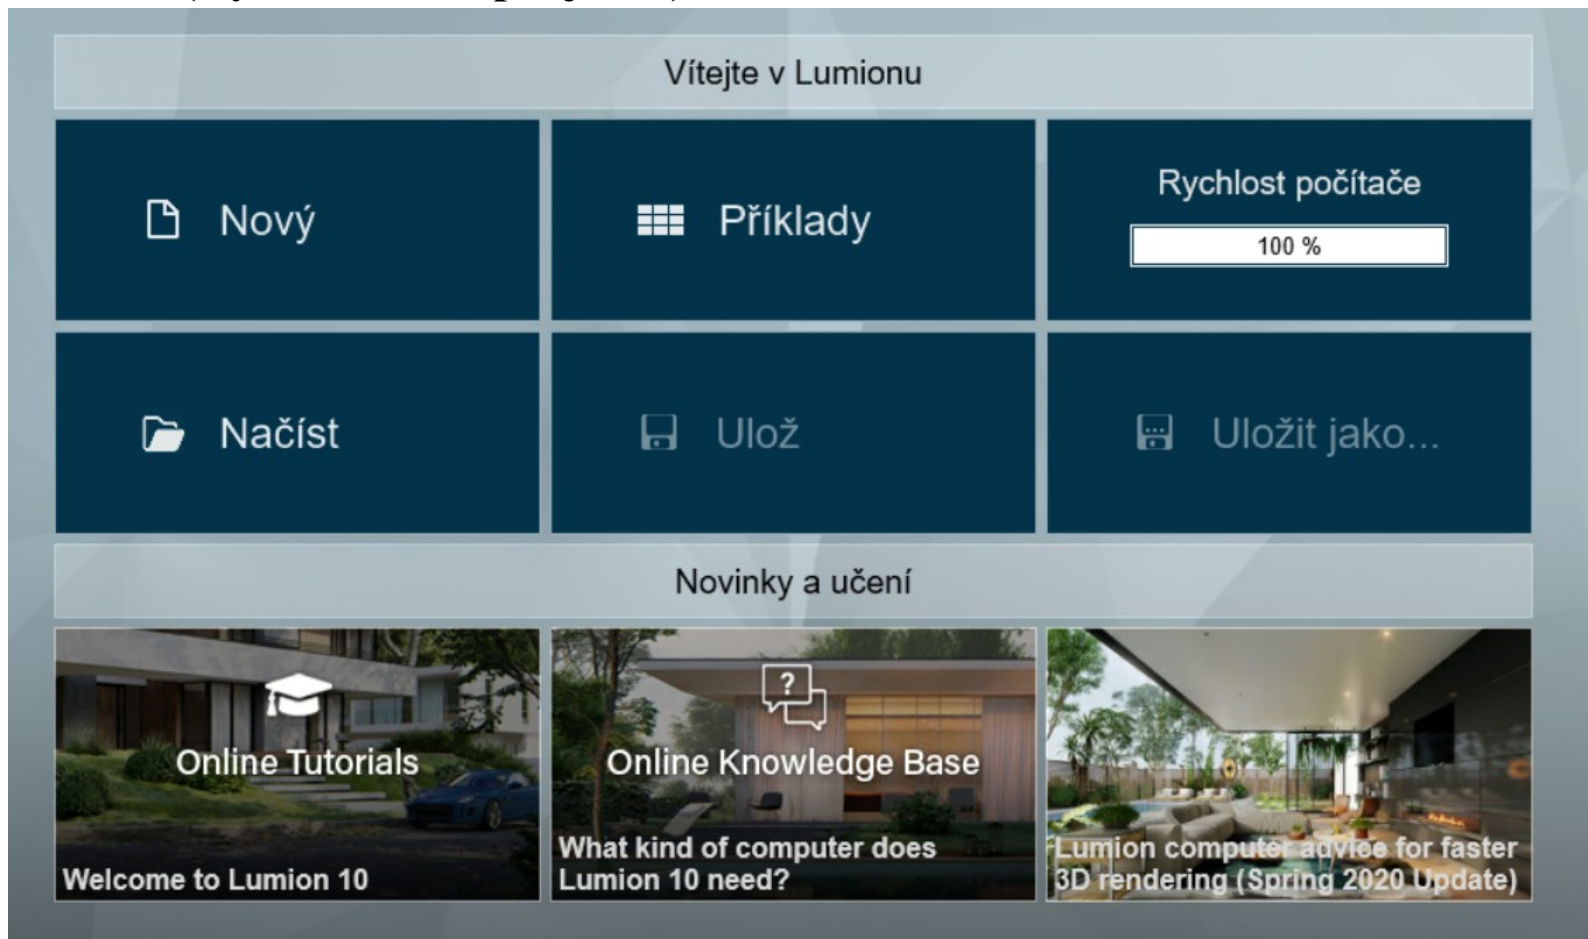 Vítejte v Lumionu
Nový
Příklady
Rychlost počítače
100 %
Načíst
Ulož
Uložit jako...
Novinky a učení
?
Online Tutorials
Welcome to Lumion 10
Online Knowledge Base
What kind of computer does
Lumion 10 need?
Lumion computer advice for faster
3D rendering (Spring 2020 Update)